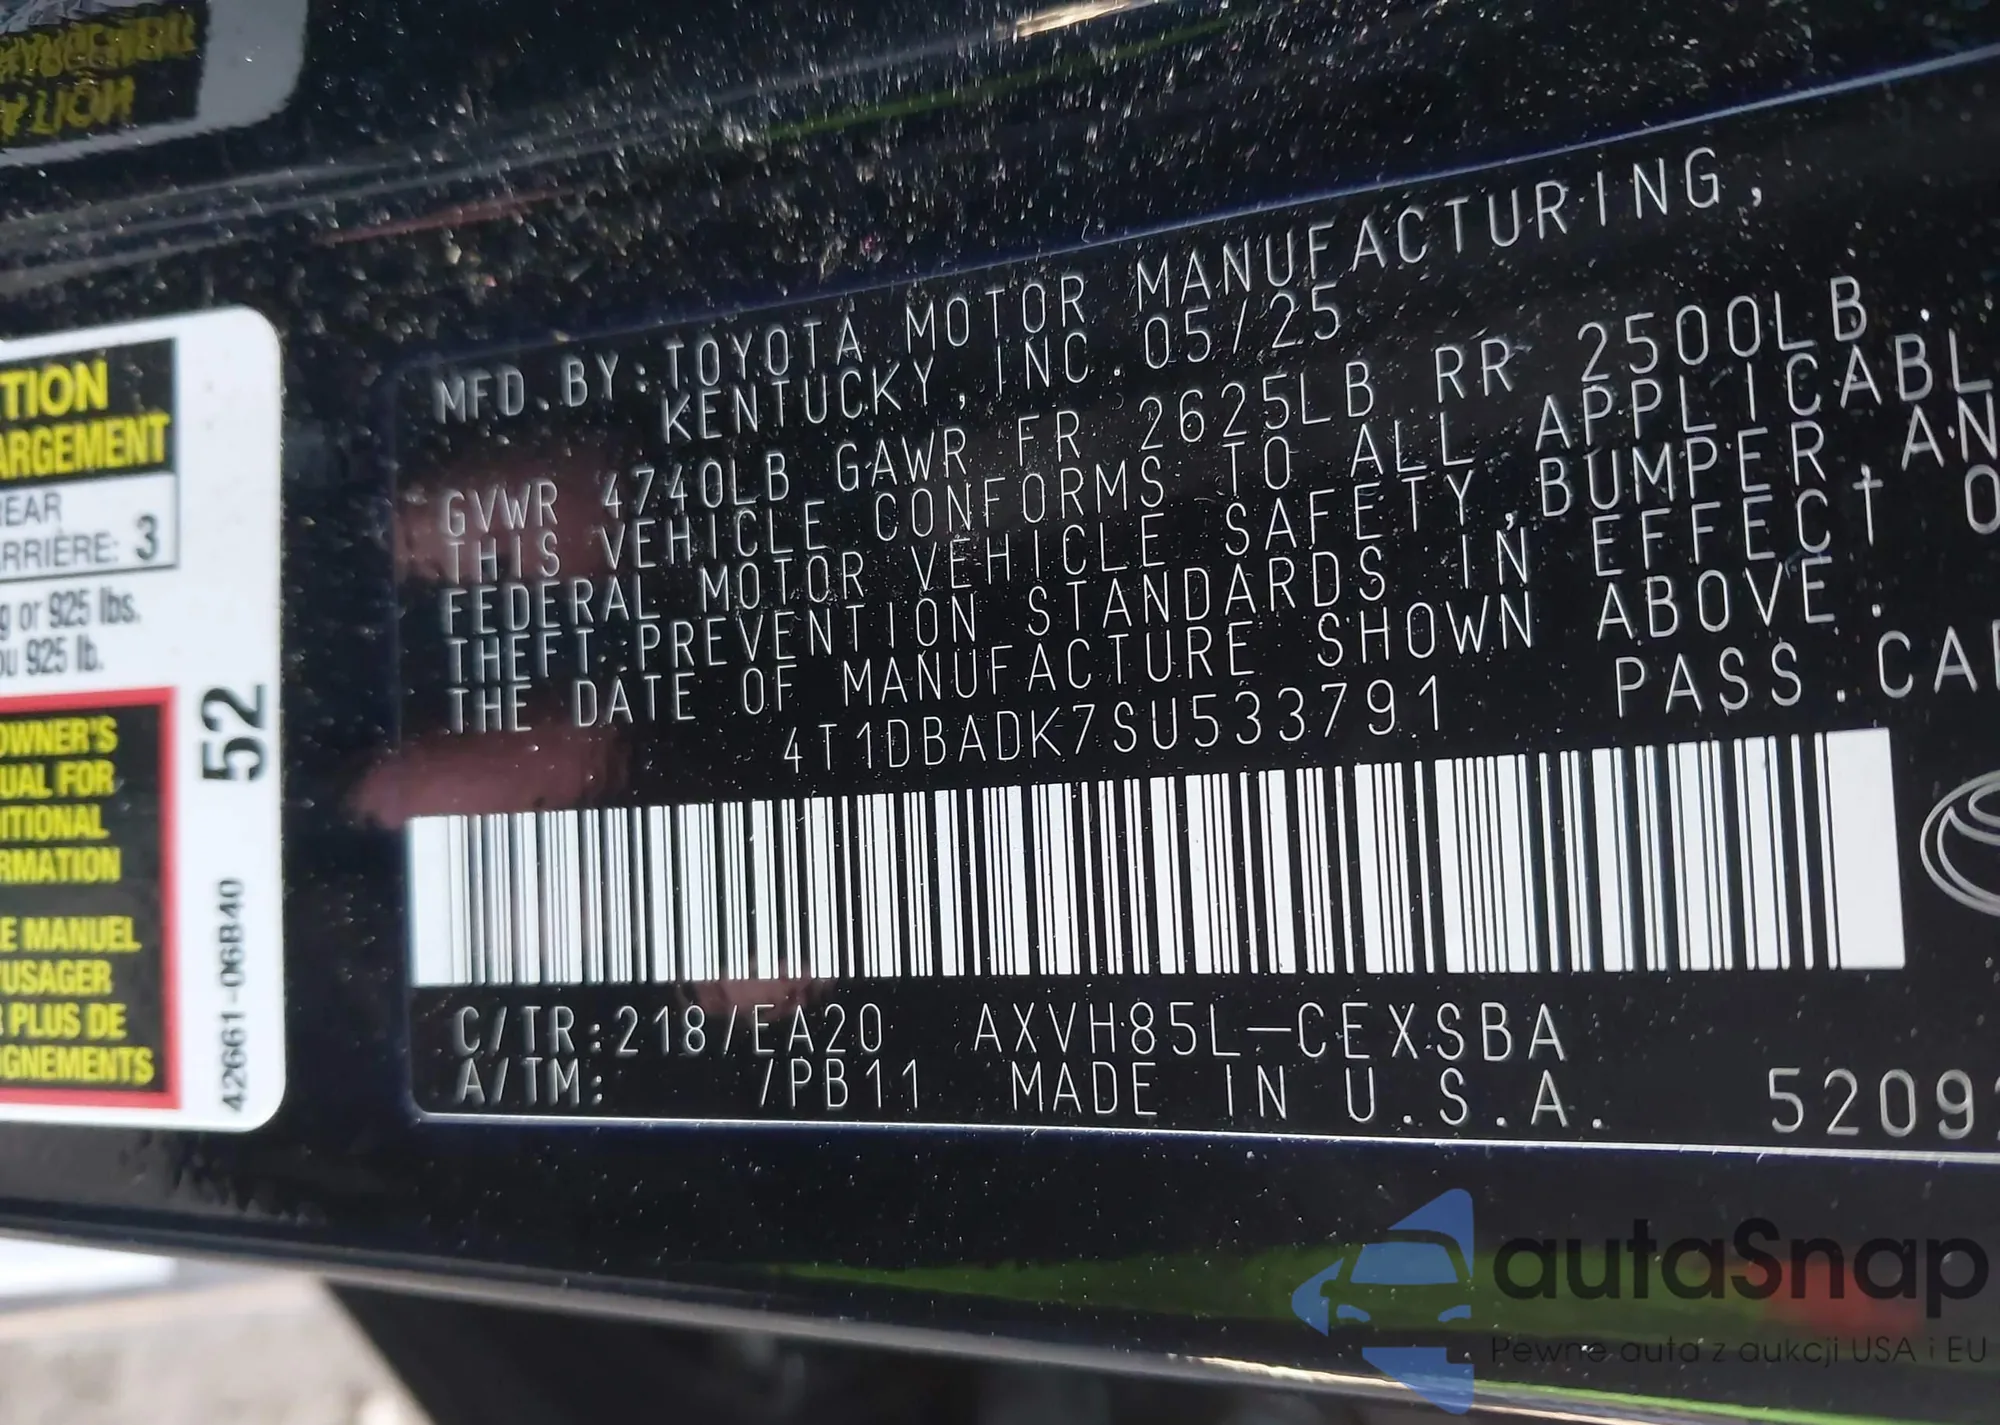 TION
ARGEMENT
REAR
ARRIÈRE: 3
g or 925 lbs.
ou 925 lb.
OWNER'S
UAL FOR
ITIONAL
RMATION
E MANUEL
'USAGER
R PLUS DE
IGNEMENTS
52
42661-06B40
MFD.BY:TOYOTA MOTOR MANUFACTURING,
KENTUCKY,INC.05/25
GVWR 4740LB GAWR FR 2625LB RR 2500LB.
THIS VEHICLE CONFORMS TO ALL APPLICABL
FEDERAL MOTOR VEHICLE SAFETY,BUMPER,AN
THEFT PREVENTION STANDARDS IN EFFECT O
THE DATE OF MANUFACTURE SHOWN ABOVE.
4T1DBADK7SU533791 PASS.CAR
C/TR:218/EA20 AXVH85L-CEXSBA
A/TM: /PB11 MADE IN U.S.A. 5209
autaSnap
Pewne auta z aukcji USA i EU